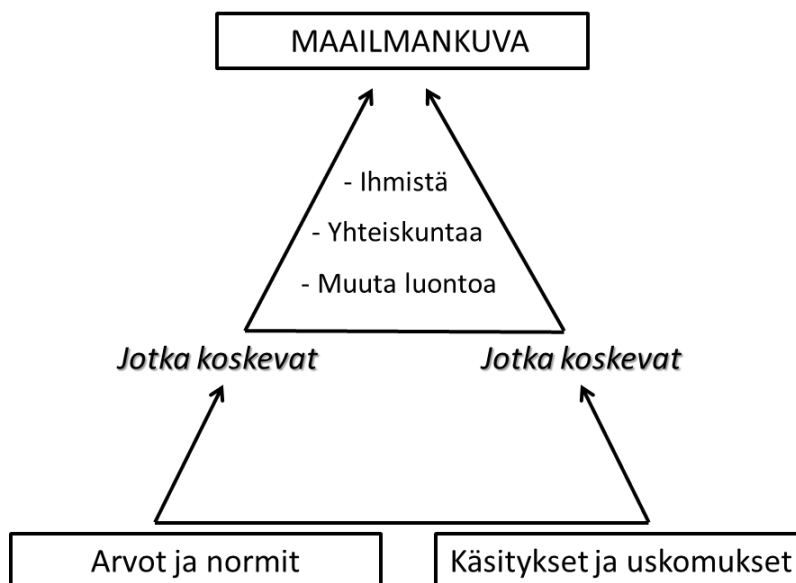 MAAILMANKUVA
- Ihmistä
- Yhteiskuntaa
- Muuta luontoa
Jotka koskevat
Jotka koskevat
Arvot ja normit
Käsitykset ja uskomukset